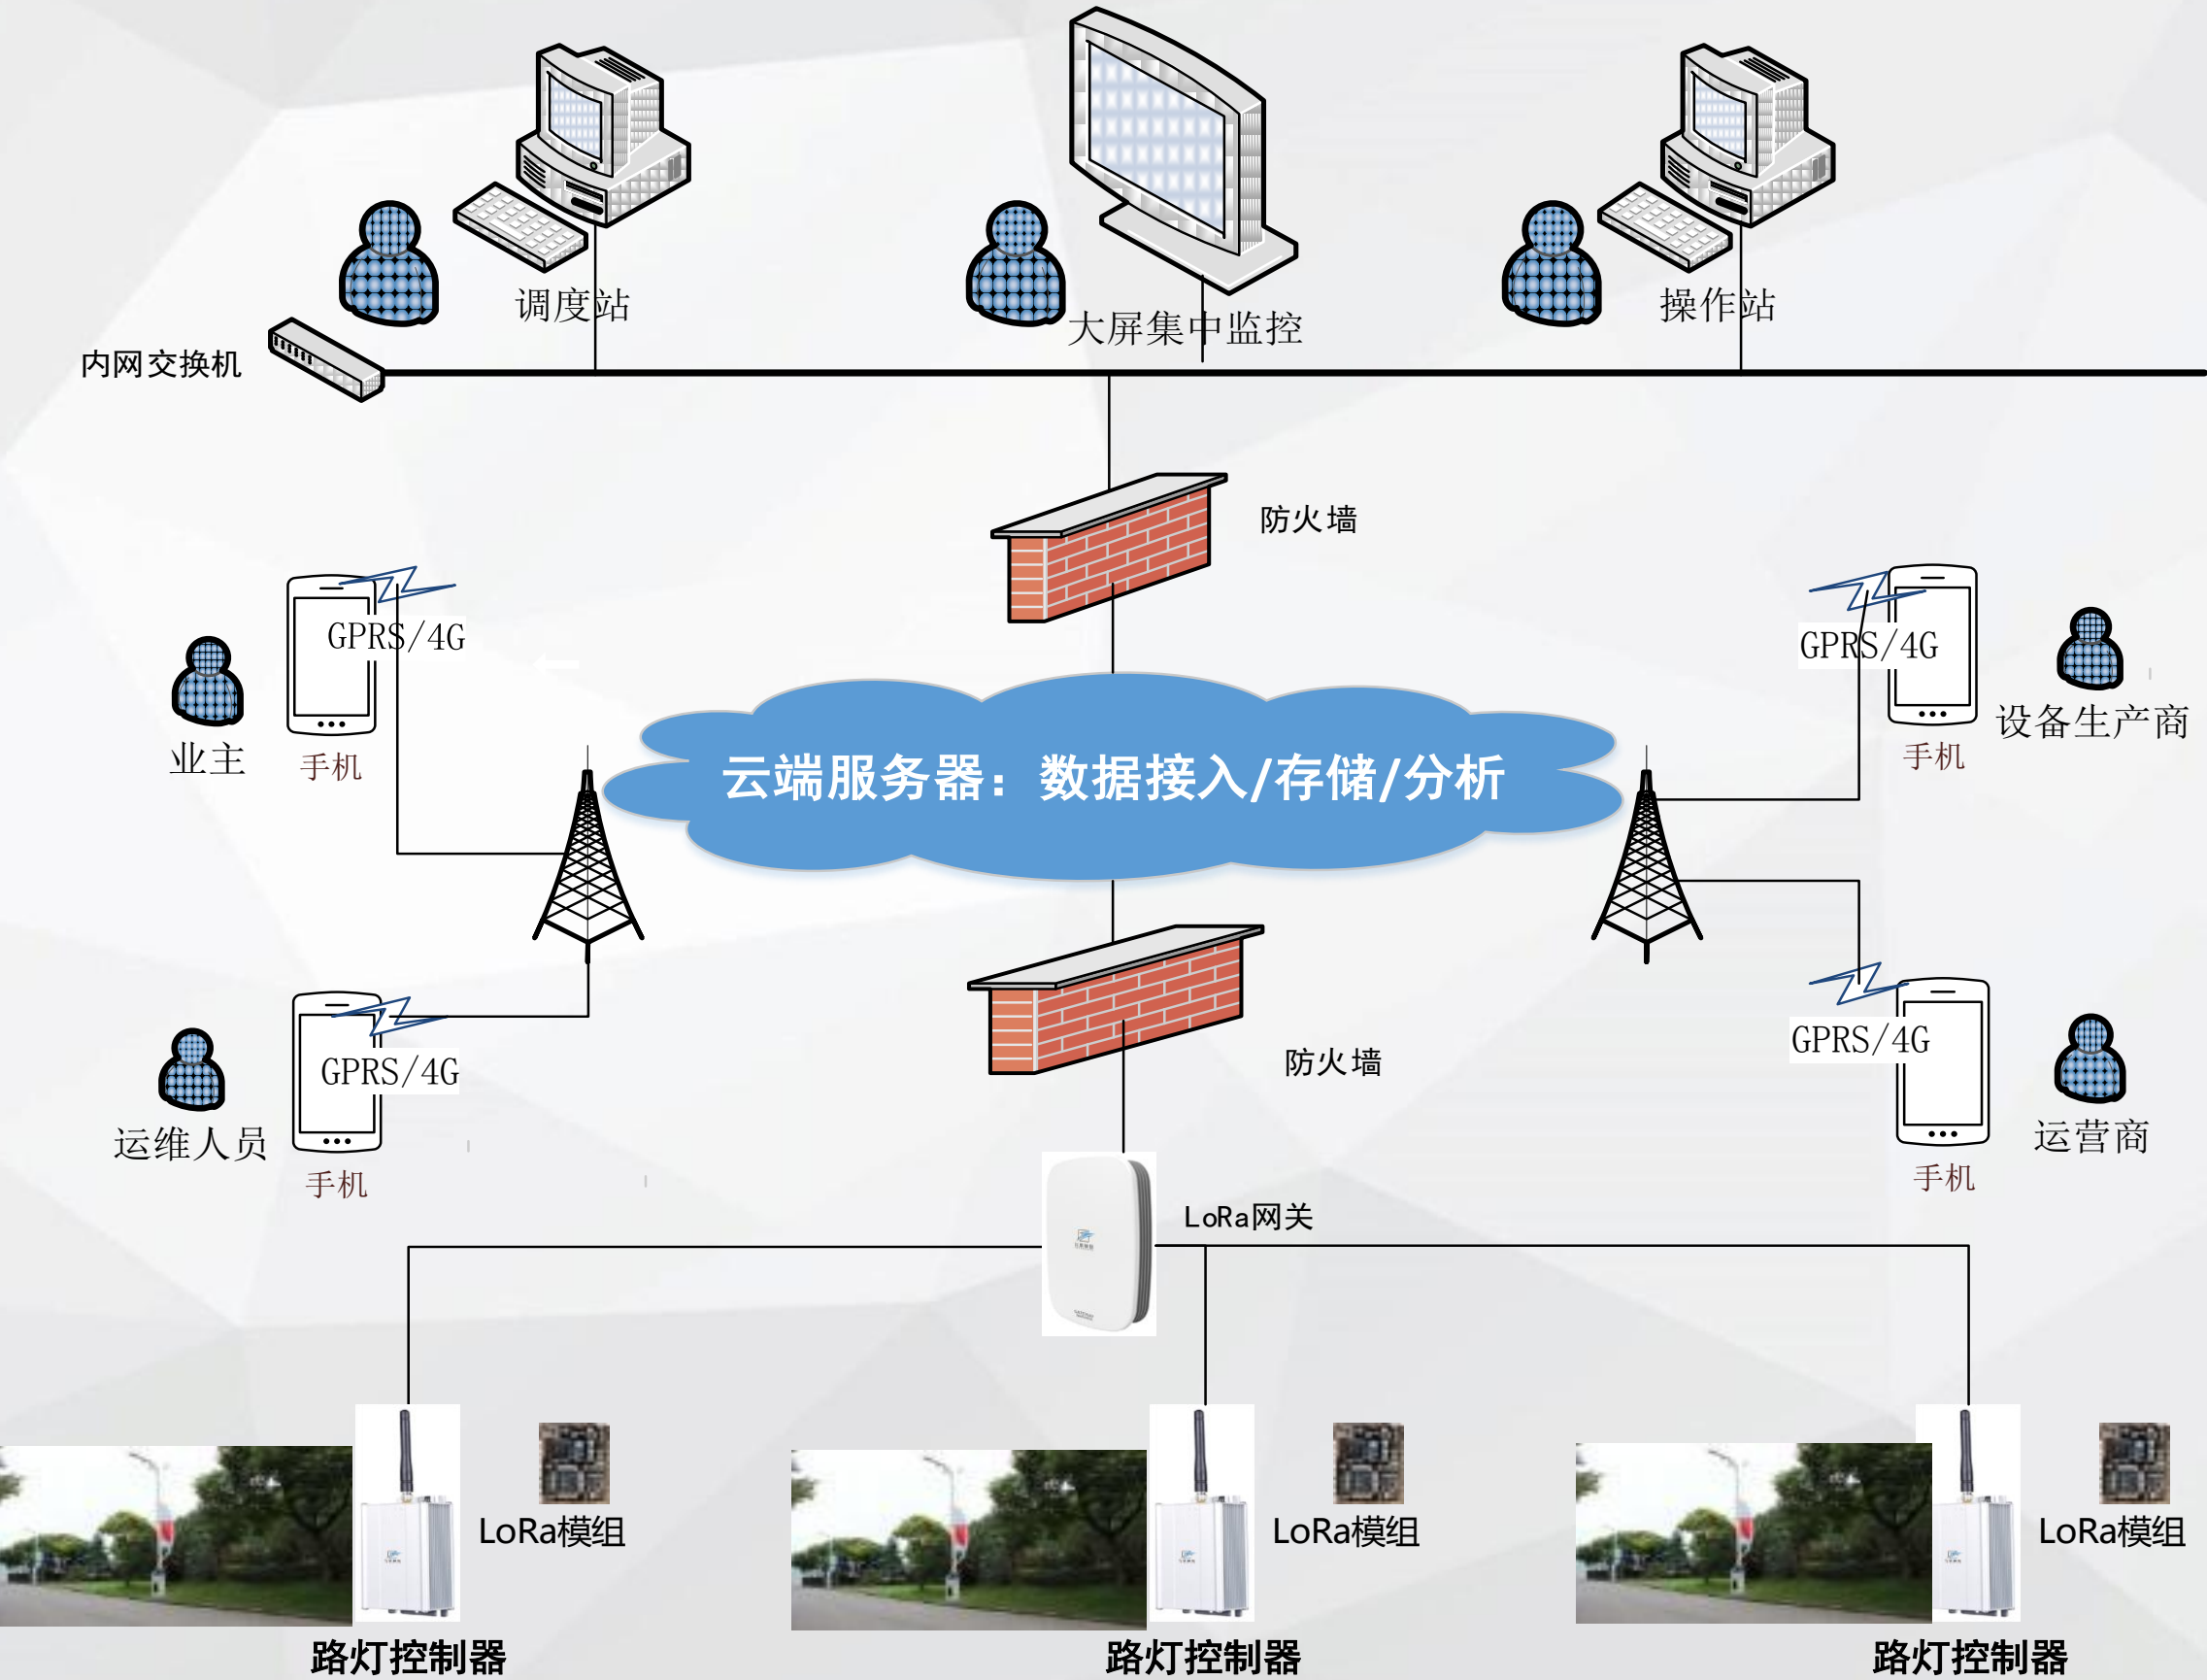 调度站
大屏集中监控
操作站
内网交换机
防火墙
GPRS/4G
GPRS/4G
业主
手机
设备生产商
手机
云端服务器：数据接入/存储/分析
GPRS/4G
GPRS/4G
防火墙
运维人员
手机
运营商
手机
LoRa网关
LoRa模组
LoRa模组
LoRa模组
路灯控制器
路灯控制器
路灯控制器